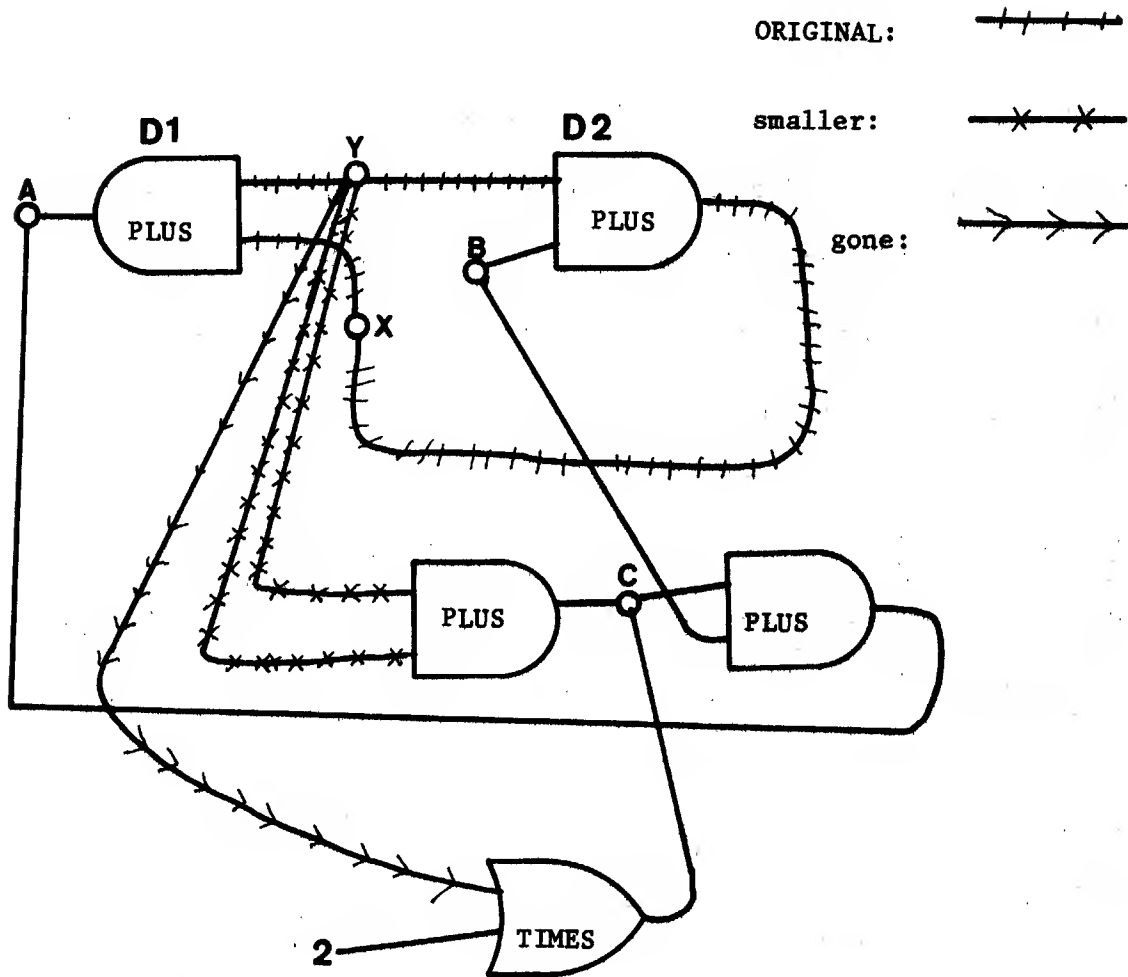 ORIGINAL:
smaller:
gone:
D1
Y
D2
A
PLUS
PLUS
B
X
C
PLUS
PLUS
2
TIMES